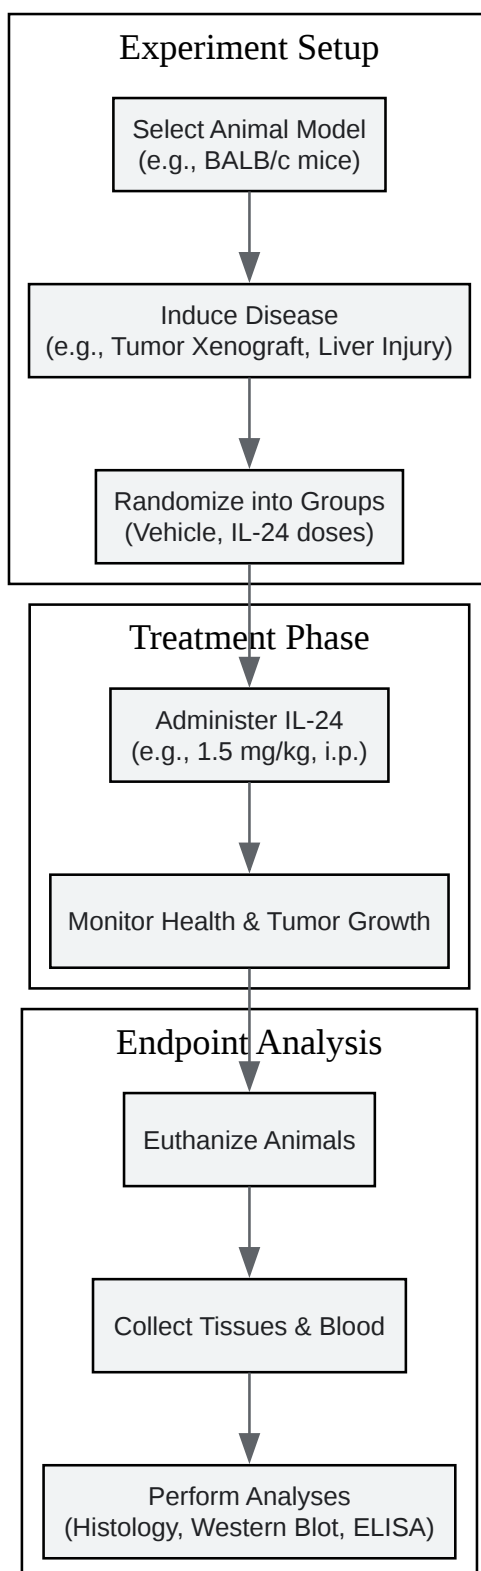 Experiment Setup
Select Animal Model
(e.g., BALB/c mice)
Induce Disease
(e.g., Tumor Xenograft, Liver Injury)
Randomize into Groups
(Vehicle, IL-24 doses)
Treatment Phase
Administer IL-24
(e.g., 1.5 mg/kg, i.p.)
Monitor Health & Tumor Growth
Endpoint Analysis
Euthanize Animals
Collect Tissues & Blood
Perform Analyses
(Histology, Western Blot, ELISA)